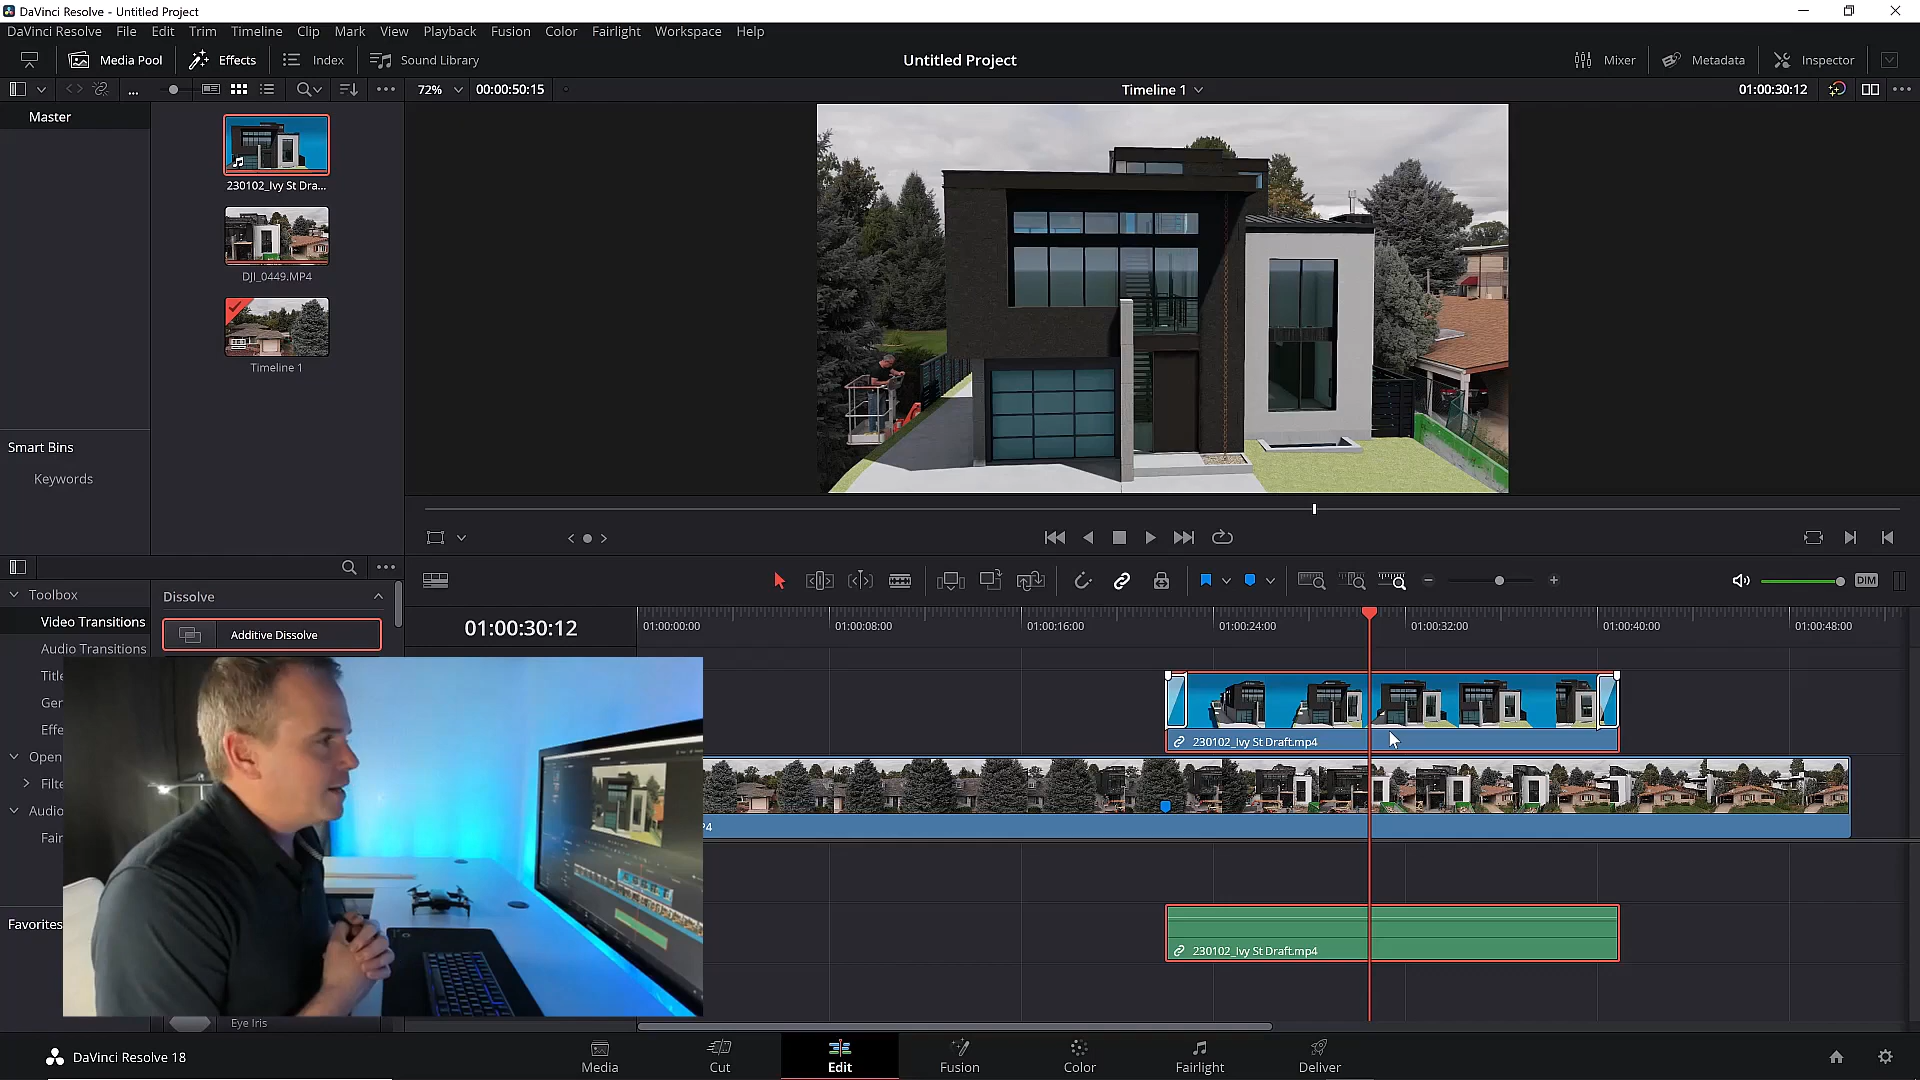 DaVinci Resolve - Untitled Project
DaVinci Resolve File Edit Trim Timeline Clip Mark View Playback Fusion Color Fairlight Workspace Help
Media Pool Effects Index Sound Library Untitled Project Mixer Metadata Inspector
... 72% 00:00:50:15 Timeline 1 01:00:30:12
Master
230102_Ivy St Dra...
DJI_0449.MP4
Timeline 1
Smart Bins
Keywords
DIM
Toolbox
Dissolve
Video Transitions
Additive Dissolve
Audio Transitions
Titl
Ger
Effe
Open
Filte
Audio
Fair
Favorites
Eye Iris
01:00:30:12
01:00:00:00 01:00:08:00 01:00:16:00 01:00:24:00 01:00:32:00 01:00:40:00 01:00:48:00
230102_Ivy St Draft.mp4
P4
230102_Ivy St Draft.mp4
DaVinci Resolve 18
Media Cut Edit Fusion Color Fairlight Deliver